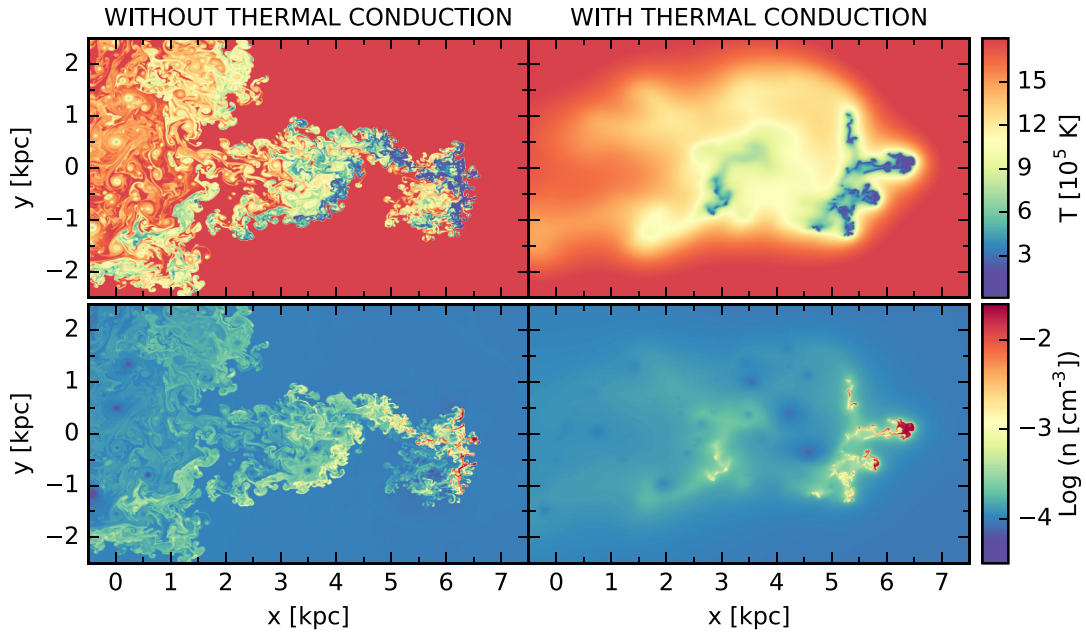 WITHOUT THERMAL CONDUCTION
WITH THERMAL CONDUCTION
y [kpc]
2
1
0
−1
−2
15
12
9
6
3
T [10⁵ K]
y [kpc]
2
1
0
−1
−2
−2
−3
−4
Log (n [cm⁻³])
0 1 2 3 4 5 6 7
0 1 2 3 4 5 6 7
x [kpc]
x [kpc]